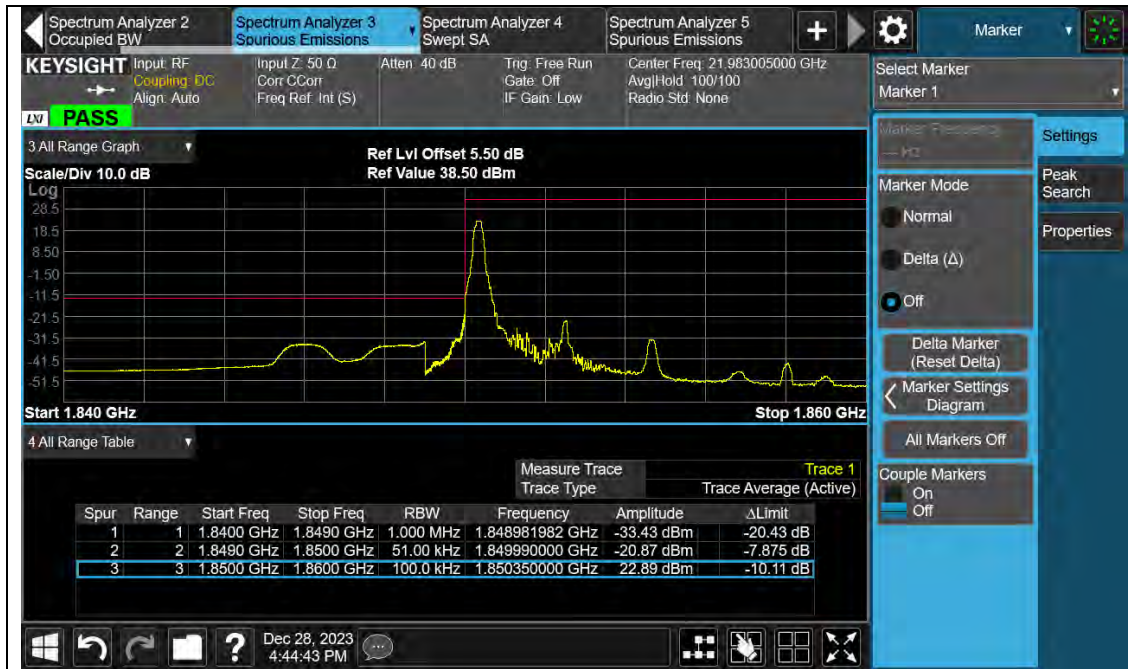 Spectrum Analyzer 2
Occupied BW
Spectrum Analyzer 3
Spurious Emissions
Spectrum Analyzer 4
Swept SA
Spectrum Analyzer 5
Spurious Emissions
Marker
KEYSIGHT
Input: RF
Coupling: DC
Align: Auto
Input Z: 50 Ω
Corr CCorr
Freq Ref: Int (S)
Atten: 40 dB
Trig: Free Run
Gate: Off
IF Gain: Low
Center Freq: 21.983005000 GHz
Avg|Hold: 100/100
Radio Std: None
LXI PASS
Select Marker
Marker 1
Marker Frequency
--- Hz
Settings
Peak
Search
Properties
Marker Mode
Normal
Delta (Δ)
Off
Delta Marker
(Reset Delta)
Marker Settings
Diagram
All Markers Off
Couple Markers
On
Off
3 All Range Graph
Ref Lvl Offset 5.50 dB
Scale/Div 10.0 dB
Ref Value 38.50 dBm
Log
28.5
18.5
8.50
-1.50
-11.5
-21.5
-31.5
-41.5
-51.5
Start 1.840 GHz
Stop 1.860 GHz
4 All Range Table
Measure Trace Trace 1
Trace Type Trace Average (Active)
Spur Range Start Freq Stop Freq RBW Frequency Amplitude ΔLimit
1 1 1.8400 GHz 1.8490 GHz 1.000 MHz 1.848981982 GHz -33.43 dBm -20.43 dB
2 2 1.8490 GHz 1.8500 GHz 51.00 kHz 1.849990000 GHz -20.87 dBm -7.875 dB
3 3 1.8500 GHz 1.8600 GHz 100.0 kHz 1.850350000 GHz 22.89 dBm -10.11 dB
Dec 28, 2023
4:44:43 PM